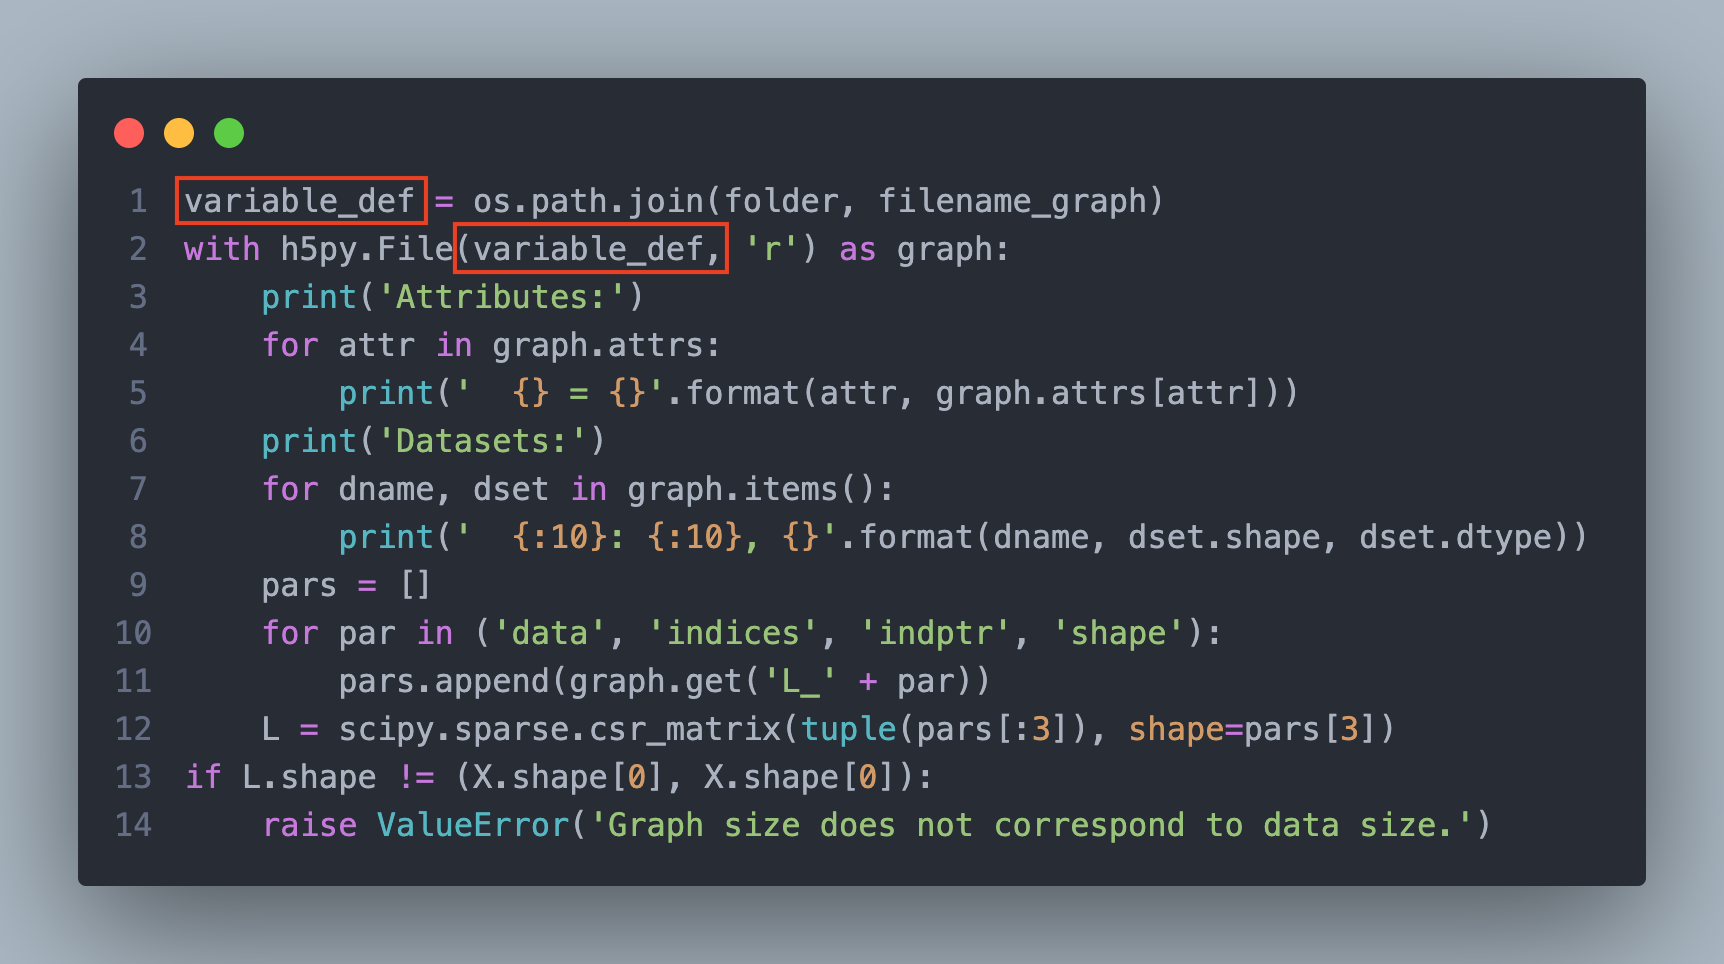 1 variable_def = os.path.join(folder, filename_graph)
2 with h5py.File(variable_def, 'r') as graph:
3     print('Attributes:')
4     for attr in graph.attrs:
5         print('  {} = {}'.format(attr, graph.attrs[attr]))
6     print('Datasets:')
7     for dname, dset in graph.items():
8         print('  {:10}: {:10}, {}'.format(dname, dset.shape, dset.dtype))
9     pars = []
10     for par in ('data', 'indices', 'indptr', 'shape'):
11         pars.append(graph.get('L_' + par))
12     L = scipy.sparse.csr_matrix(tuple(pars[:3]), shape=pars[3])
13 if L.shape != (X.shape[0], X.shape[0]):
14     raise ValueError('Graph size does not correspond to data size.')